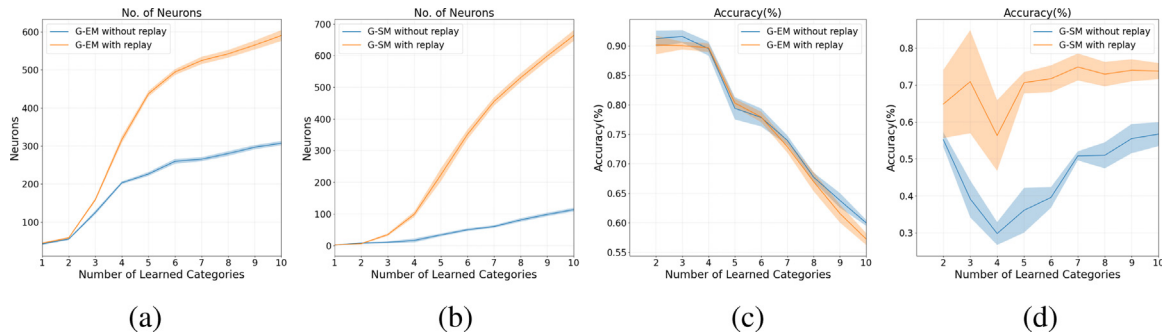 No. of Neurons
G-EM without replay
G-EM with replay
Neurons
600
500
400
300
200
100
1 2 3 4 5 6 7 8 9 10
Number of Learned Categories
(a)
No. of Neurons
G-SM without replay
G-SM with replay
Neurons
700
600
500
400
300
200
100
0
1 2 3 4 5 6 7 8 9 10
Number of Learned Categories
(b)
Accuracy(%)
G-EM without replay
G-EM with replay
Accuracy(%)
0.90
0.85
0.80
0.75
0.70
0.65
0.60
0.55
1 2 3 4 5 6 7 8 9 10
Number of Learned Categories
(c)
Accuracy(%)
G-SM without replay
G-SM with replay
Accuracy(%)
0.8
0.7
0.6
0.5
0.4
0.3
1 2 3 4 5 6 7 8 9 10
Number of Learned Categories
(d)